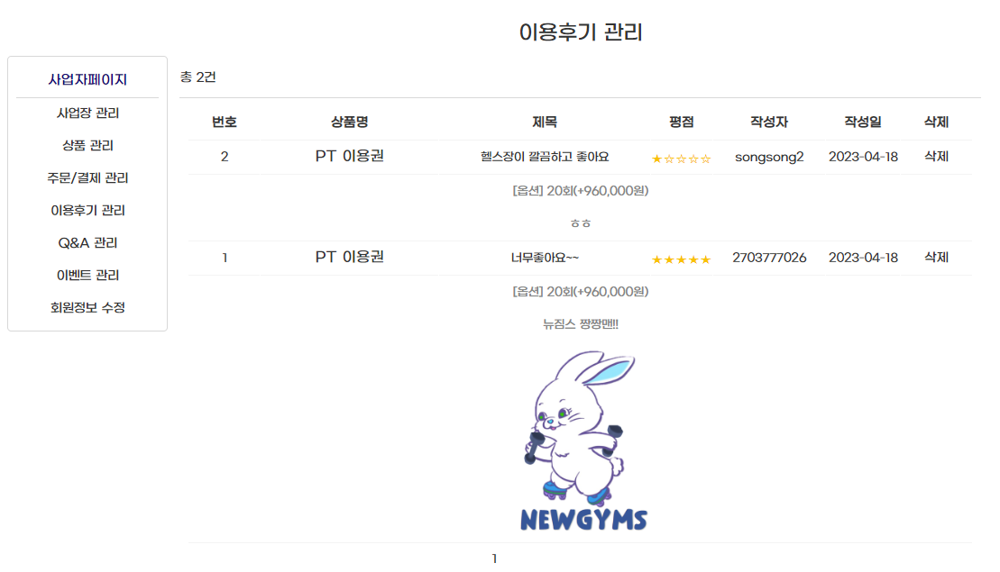 이용후기 관리
사업자페이지
사업장 관리
상품 관리
주문/결제 관리
이용후기 관리
Q&A 관리
이벤트 관리
회원정보 수정
총 2건
번호 상품명 제목 평점 작성자 작성일 삭제
2 PT 이용권 헬스장이 깔끔하고 좋아요 ★☆☆☆☆ songsong2 2023-04-18 삭제
[옵션] 20회(+960,000원)
ㅎㅎ
1 PT 이용권 너무좋아요~~ ★★★★★ 2703777026 2023-04-18 삭제
[옵션] 20회(+960,000원)
뉴짐스 짱짱맨!!
NEWGYMS
1